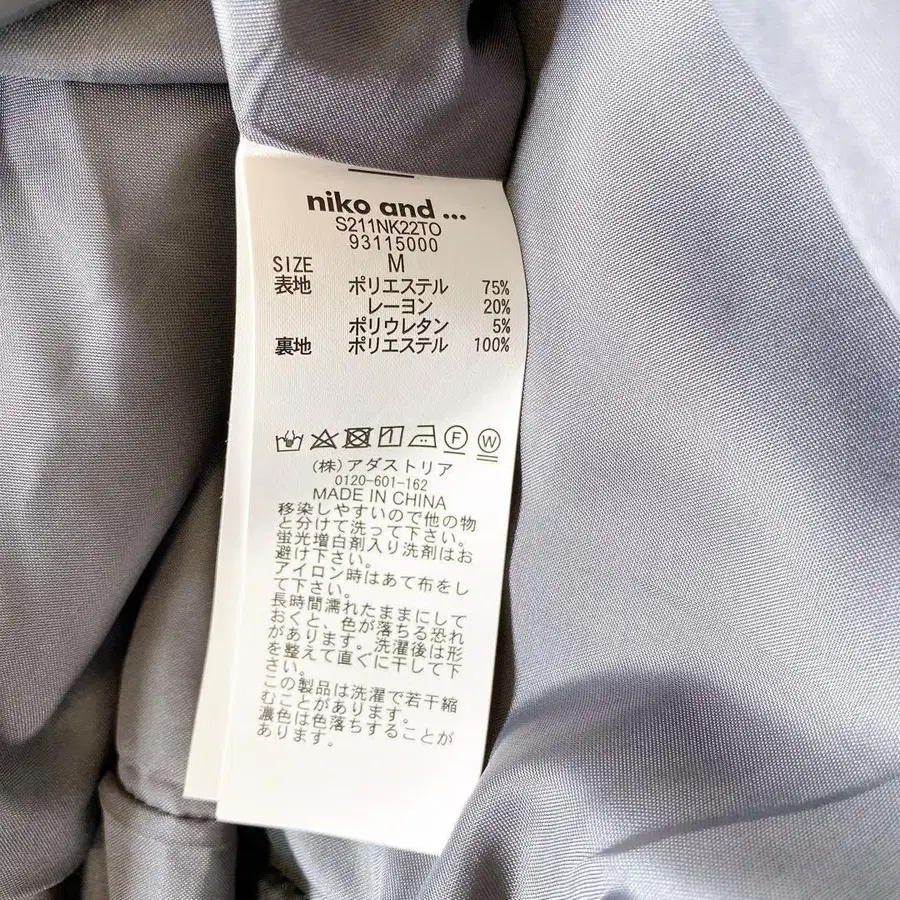 niko and ...
S211NK22TO
93115000
SIZE M
表地 ポリエステル 75%
レーヨン 20%
ポリウレタン 5%
裏地 ポリエステル 100%
F W
(株)アダストリア
0120-601-162
MADE IN CHINA
移染しやすいので他の物
と分けて洗って下さい。
蛍光増白剤入り洗剤はお
避け下さい。
アイロン時はあて布をし
て下さい。
長時間濡れたままにして
おくと、色が落ちる恐れ
があります。洗濯後は形
を整えて直ぐに干して下
さい。
この製品は洗濯で若干縮
むことがあります。
濃色は色落ちすることが
あります。